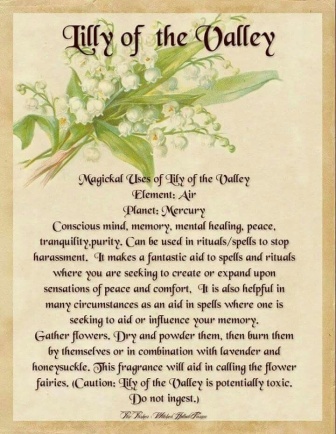 Lilly of the Valley
Magickal Uses of Lily of the Valley
Element: Air
Planet: Mercury
Conscious mind, memory, mental healing, peace,
tranquility,purity. Can be used in rituals/spells to stop
harassment. It makes a fantastic aid to spells and rituals
where you are seeking to create or expand upon
sensations of peace and comfort. It is also helpful in
many circumstances as an aid in spells where one is
seeking to aid or influence your memory.
Gather flowers. Dry and powder them, then burn them
by themselves or in combination with lavender and
honeysuckle. This fragrance will aid in calling the flower
fairies. (Caution: Lily of the Valley is potentially toxic.
Do not ingest.)